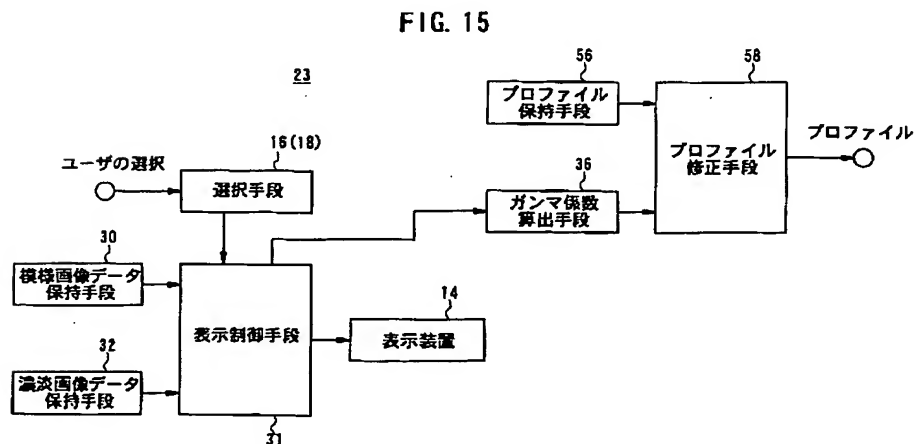 FIG. 15
23
56
プロファイル
保持手段
58
プロファイル
修正手段
プロファイル
ユーザの選択
16(18)
選択手段
36
ガンマ係数
算出手段
30
模様画像データ
保持手段
表示制御手段
31
14
表示装置
32
濃淡画像データ
保持手段